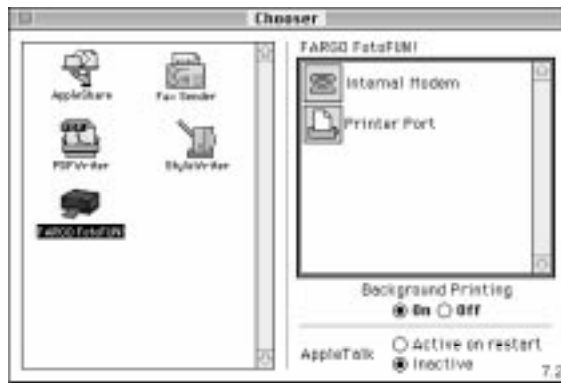 Chooser
AppleShare
Fax Sender
PDFWriter
StyleWriter
FARGO FotoFUN!
FARGO FotoFUN!
Internal Modem
Printer Port
Background Printing
On Off
AppleTalk
Active on restart
Inactive
7.2